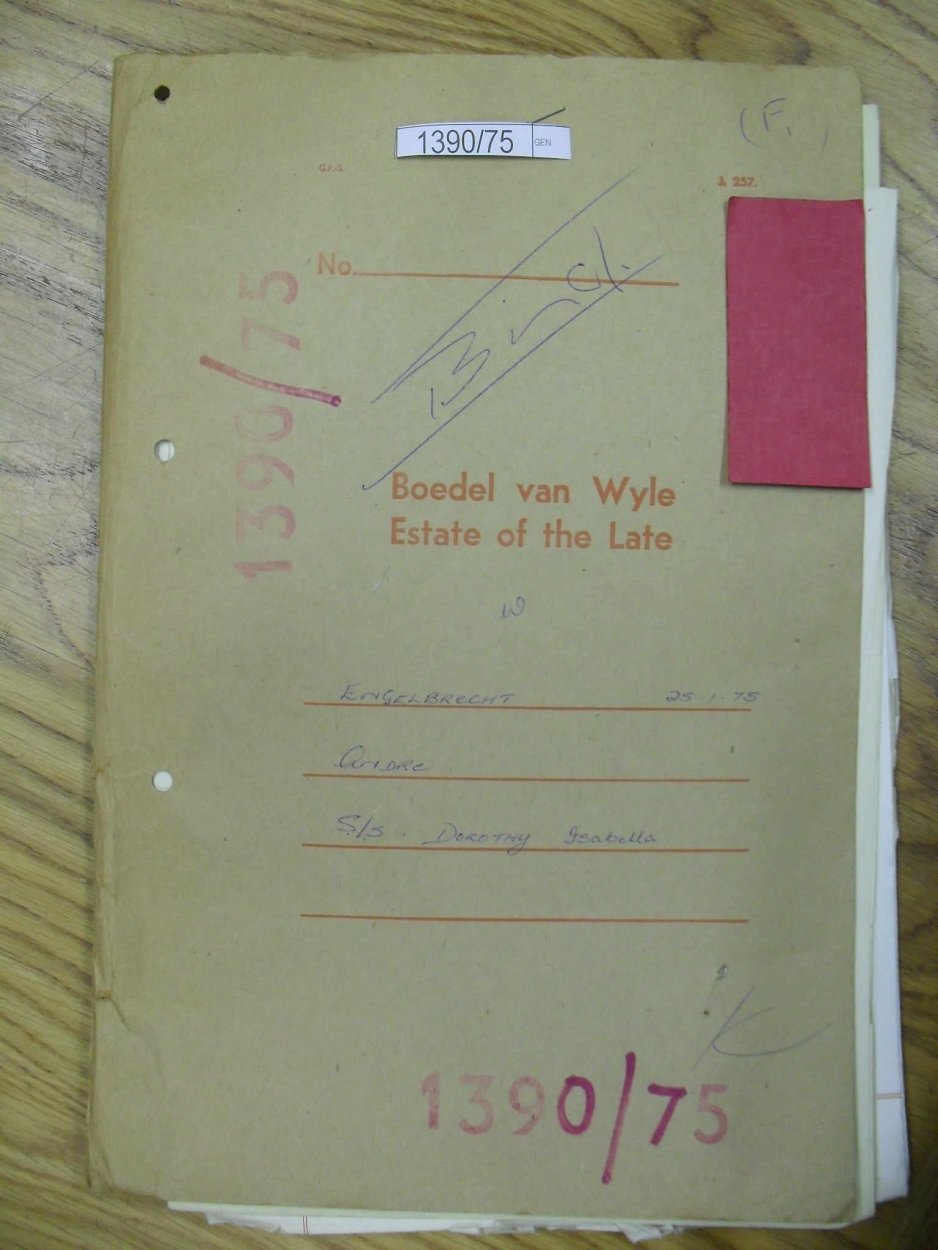 1390/75 GEN
(F.)
G.P.-S.
257.
No.
1390/75
Boedel van Wyle
Estate of the Late
W
ENGELBRECHT 25.1.75
ANDRE
S/s. DOROTHY Isabella
K
1390/75